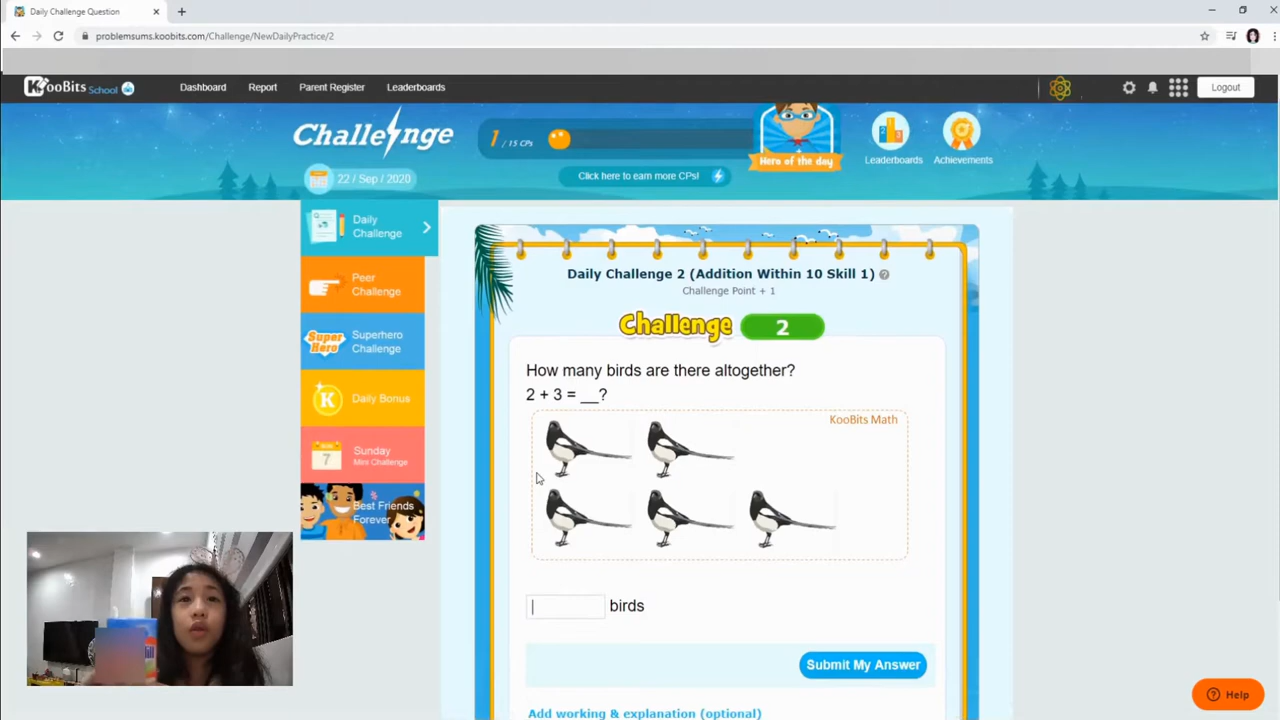 Daily Challenge Question
problemsums.koobits.com/Challenge/NewDailyPractice/2
KooBits School
Dashboard
Report
Parent Register
Leaderboards
Logout
Challenge
1 / 15 CPs
Hero of the day
Leaderboards
Achievements
Click here to earn more CPs!
22 / Sep / 2020
Daily
Challenge
Peer
Challenge
Super
Hero
Superhero
Challenge
K
Daily Bonus
7
Sunday
Mini Challenge
Best Friends
Forever
Daily Challenge 2 (Addition Within 10 Skill 1)
Challenge Point + 1
Challenge 2
How many birds are there altogether?
2 + 3 = __?
KooBits Math
birds
Submit My Answer
Add working & explanation (optional)
Help